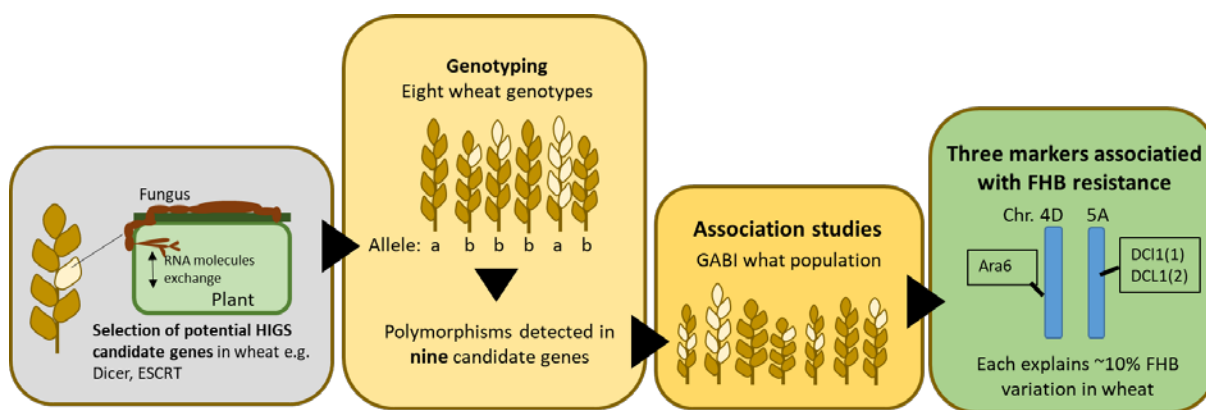 Fungus
RNA molecules
exchange
Plant
Selection of potential HIGS
candidate genes in wheat e.g.
Dicer, ESCRT
Genotyping
Eight wheat genotypes
Allele: a b b b a b
Polymorphisms detected in
nine candidate genes
Association studies
GABI what population
Three markers associatied
with FHB resistance
Chr. 4D 5A
Ara6
DCl1(1)
DCL1(2)
Each explains ~10% FHB
variation in wheat